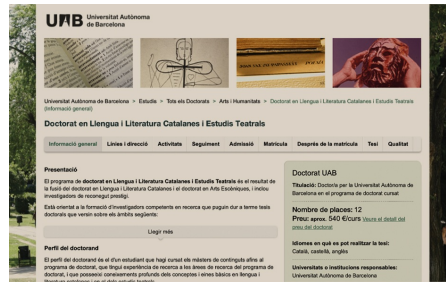 UAB Universitat Autònoma
de Barcelona
Universitat Autònoma de Barcelona > Estudis > Tots els Doctorats > Arts i Humanitats > Doctorat en Llengua i Literatura Catalanes i Estudis Teatrals
(Informació general)
Doctorat en Llengua i Literatura Catalanes i Estudis Teatrals
Informació general Línies i direcció Activitats Seguiment Admissió Matrícula Després de la matrícula Tesi Qualitat
Presentació
El programa de doctorat en Llengua i Literatura Catalanes i Estudis Teatrals és el resultat de
la fusió del doctorat en Llengua i Literatura Catalanes i el doctorat en Arts Escèniques, i inclou
investigadors de reconegut prestigi.
Està orientat a la formació d'investigadors competents en recerca que puguin dur a terme tesis
doctorals que versin sobre els àmbits següents:
Llegir més
Perfil del doctorand
El perfil del doctorand és el d'un estudiant que hagi cursat els màsters de continguts afins al
programa de doctorat, que tingui experiència de recerca a les àrees de recerca del programa de
doctorat, i que posseeixi coneixements profunds dels conceptes i eines bàsics en llengua i
Doctorat UAB
Titulació: Doctor/a per la Universitat Autònoma de
Barcelona en el programa de doctorat cursat
Nombre de places: 12
Preu: aprox. 540 €/curs Veure el detall del
preu del doctorat
Idiomes en què es pot realitzar la tesi:
Català, castellà, anglès
Universitats o institucions responsables:
Universitat Autònoma de Barcelona